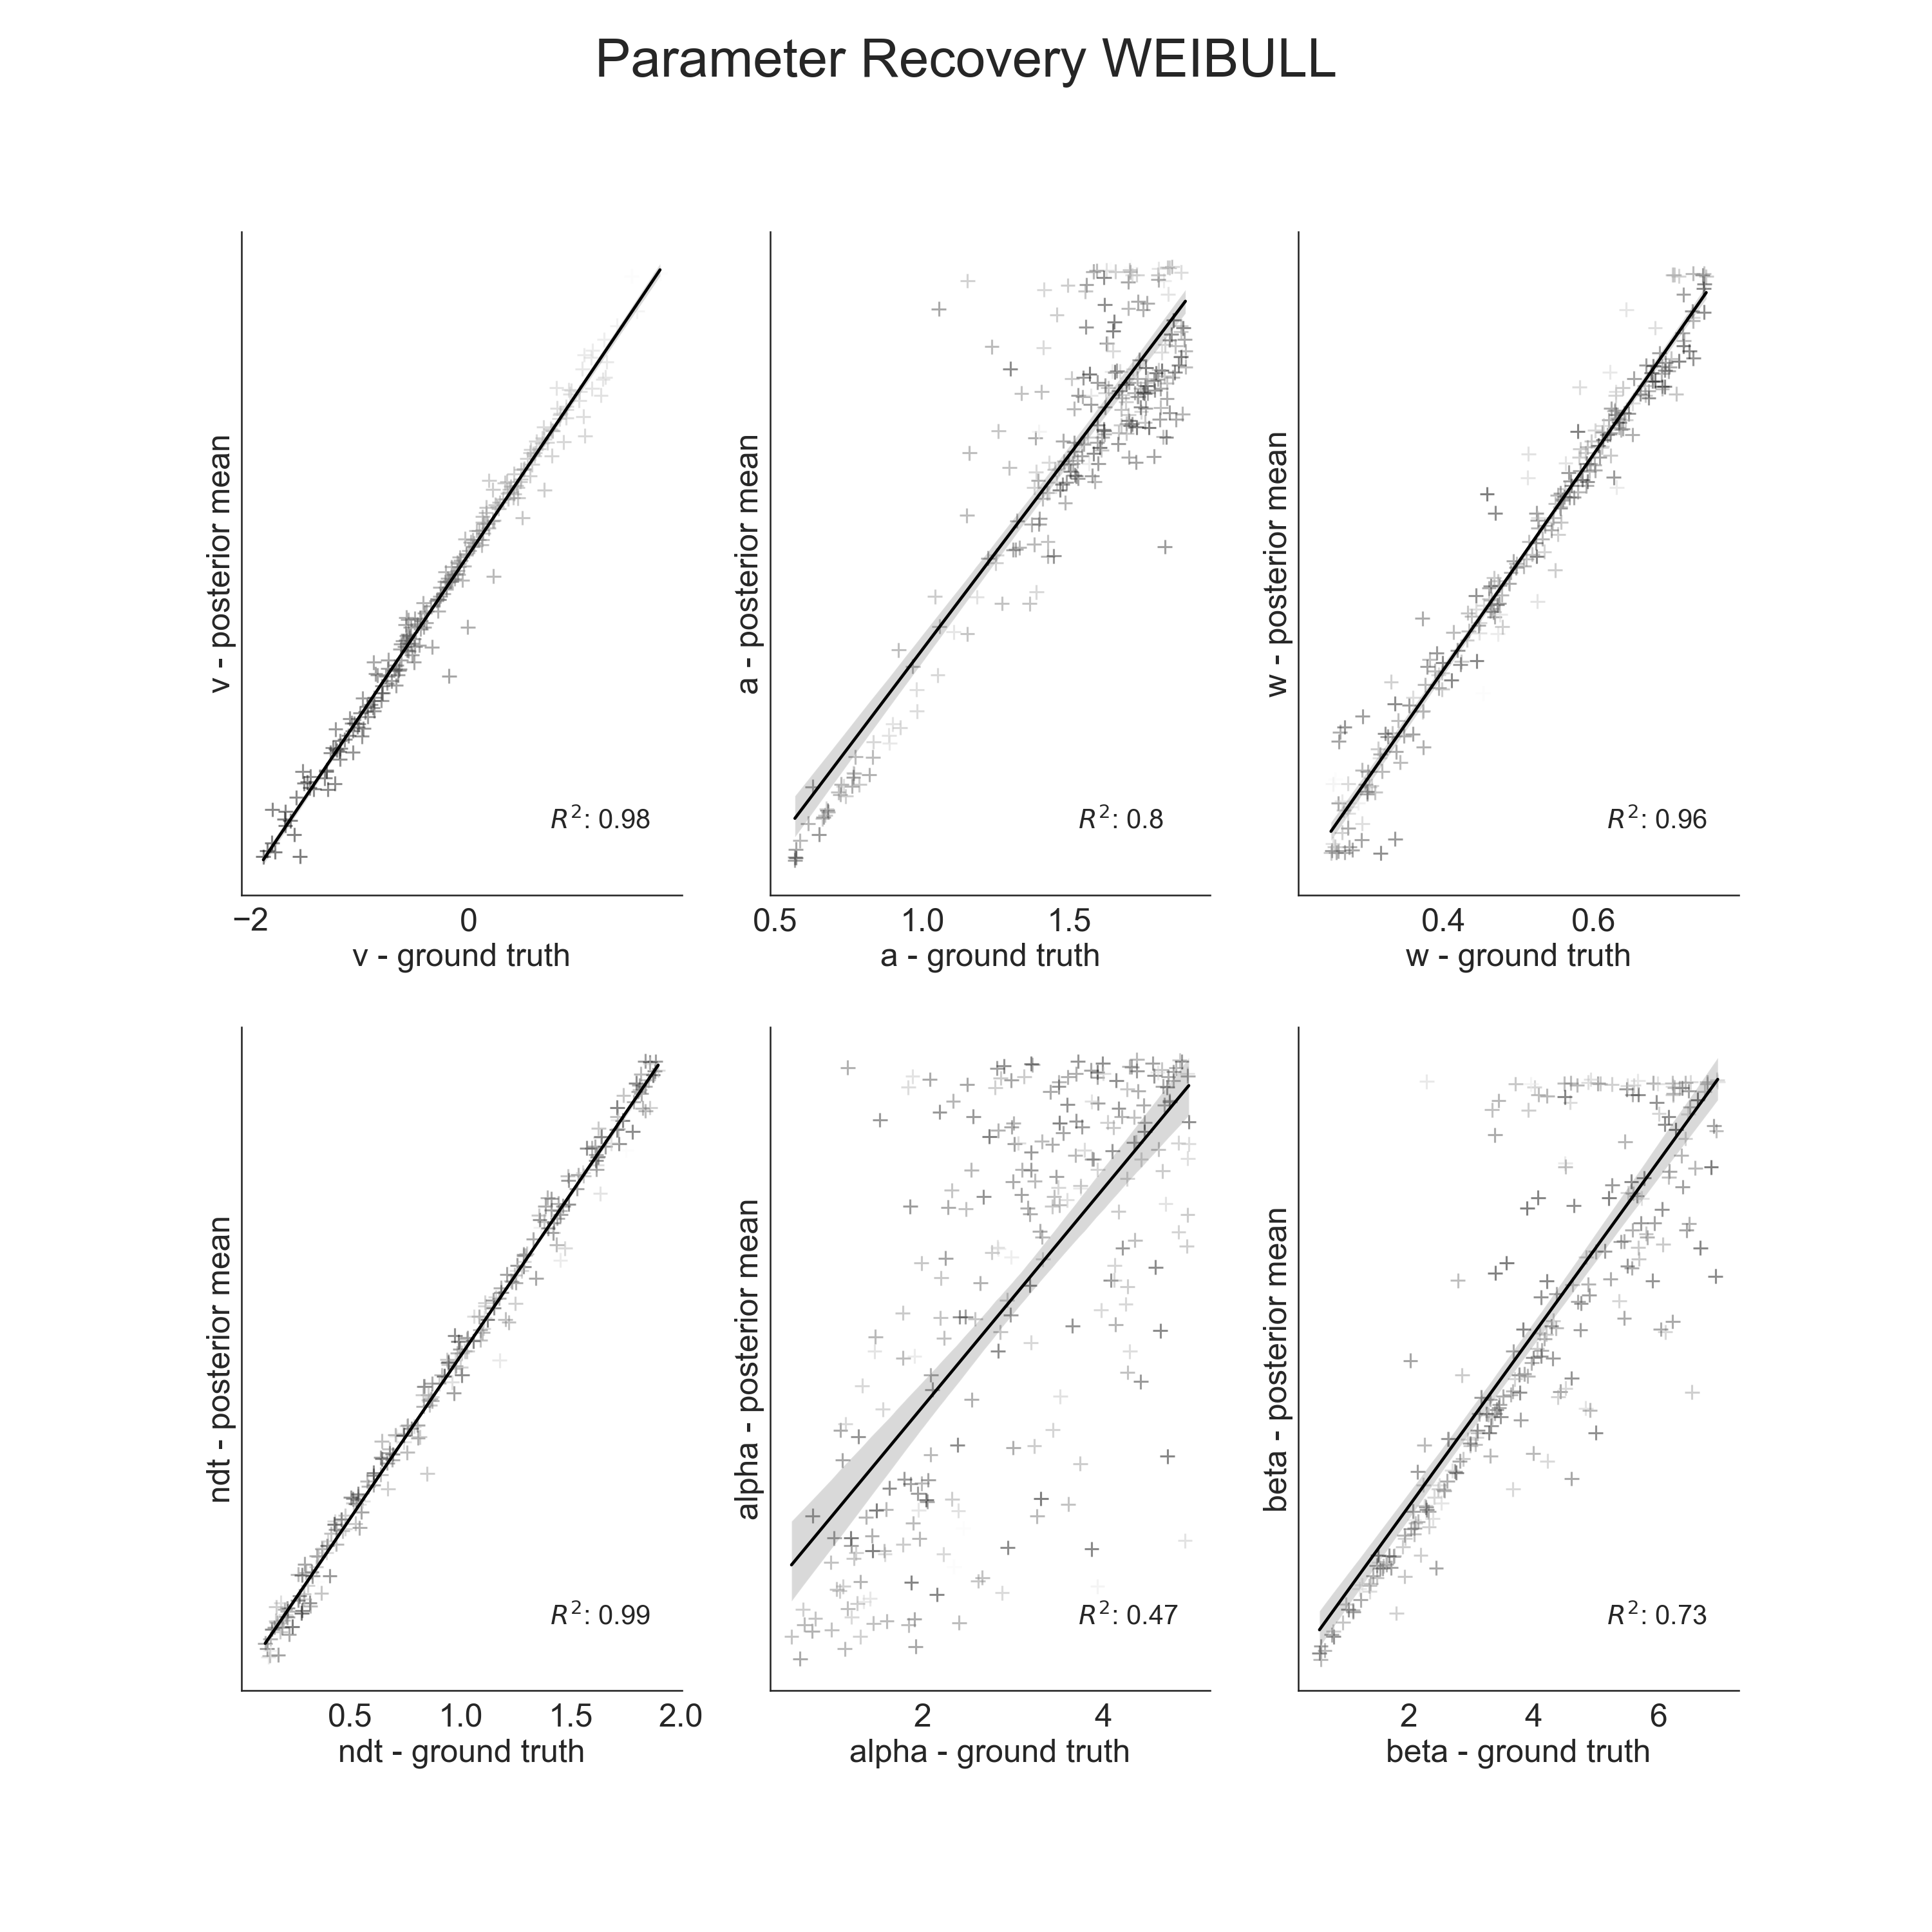 Parameter Recovery WEIBULL
v - posterior mean
R²: 0.98
−2 0
v - ground truth
a - posterior mean
R²: 0.8
0.5 1.0 1.5
a - ground truth
w - posterior mean
R²: 0.96
0.4 0.6
w - ground truth
ndt - posterior mean
R²: 0.99
0.5 1.0 1.5 2.0
ndt - ground truth
alpha - posterior mean
R²: 0.47
2 4
alpha - ground truth
beta - posterior mean
R²: 0.73
2 4 6
beta - ground truth